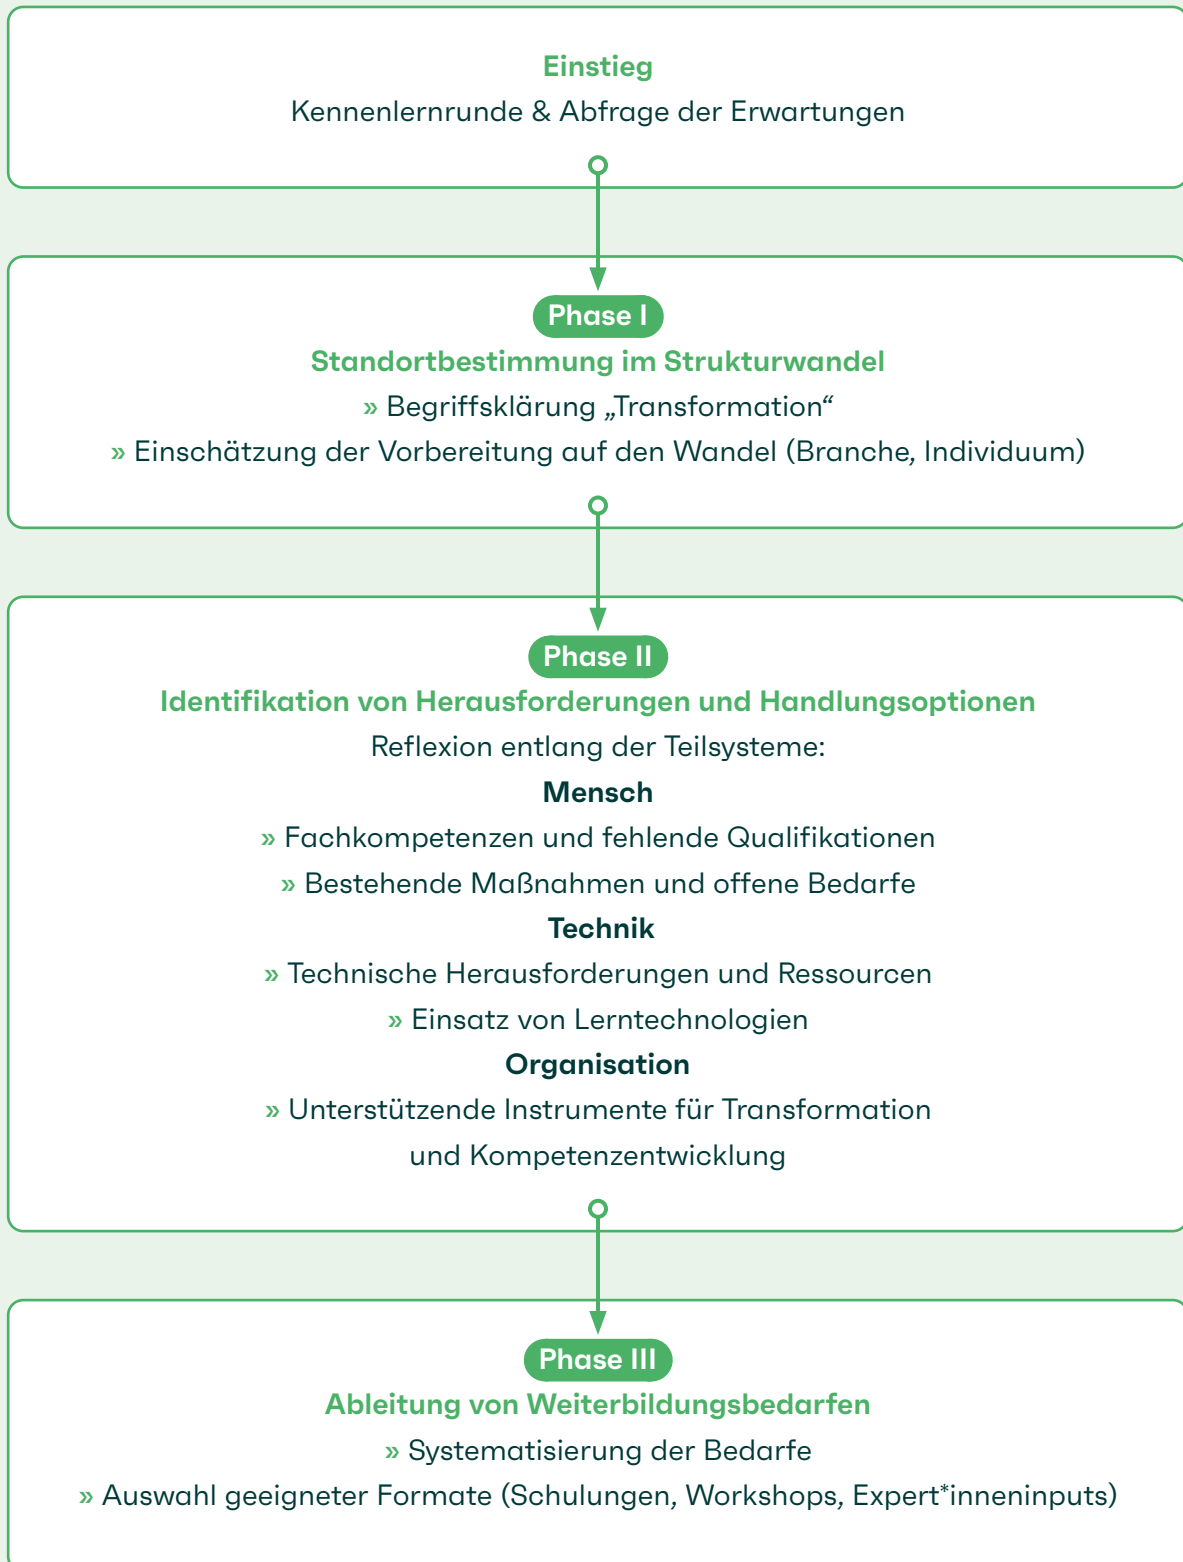 Einstieg
Kennenlernrunde & Abfrage der Erwartungen
Phase I
Standortbestimmung im Strukturwandel
» Begriffsklärung „Transformation“
» Einschätzung der Vorbereitung auf den Wandel (Branche, Individuum)
Phase II
Identifikation von Herausforderungen und Handlungsoptionen
Reflexion entlang der Teilsysteme:
Mensch
» Fachkompetenzen und fehlende Qualifikationen
» Bestehende Maßnahmen und offene Bedarfe
Technik
» Technische Herausforderungen und Ressourcen
» Einsatz von Lerntechnologien
Organisation
» Unterstützende Instrumente für Transformation
und Kompetenzentwicklung
Phase III
Ableitung von Weiterbildungsbedarfen
» Systematisierung der Bedarfe
» Auswahl geeigneter Formate (Schulungen, Workshops, Expert*inneninputs)